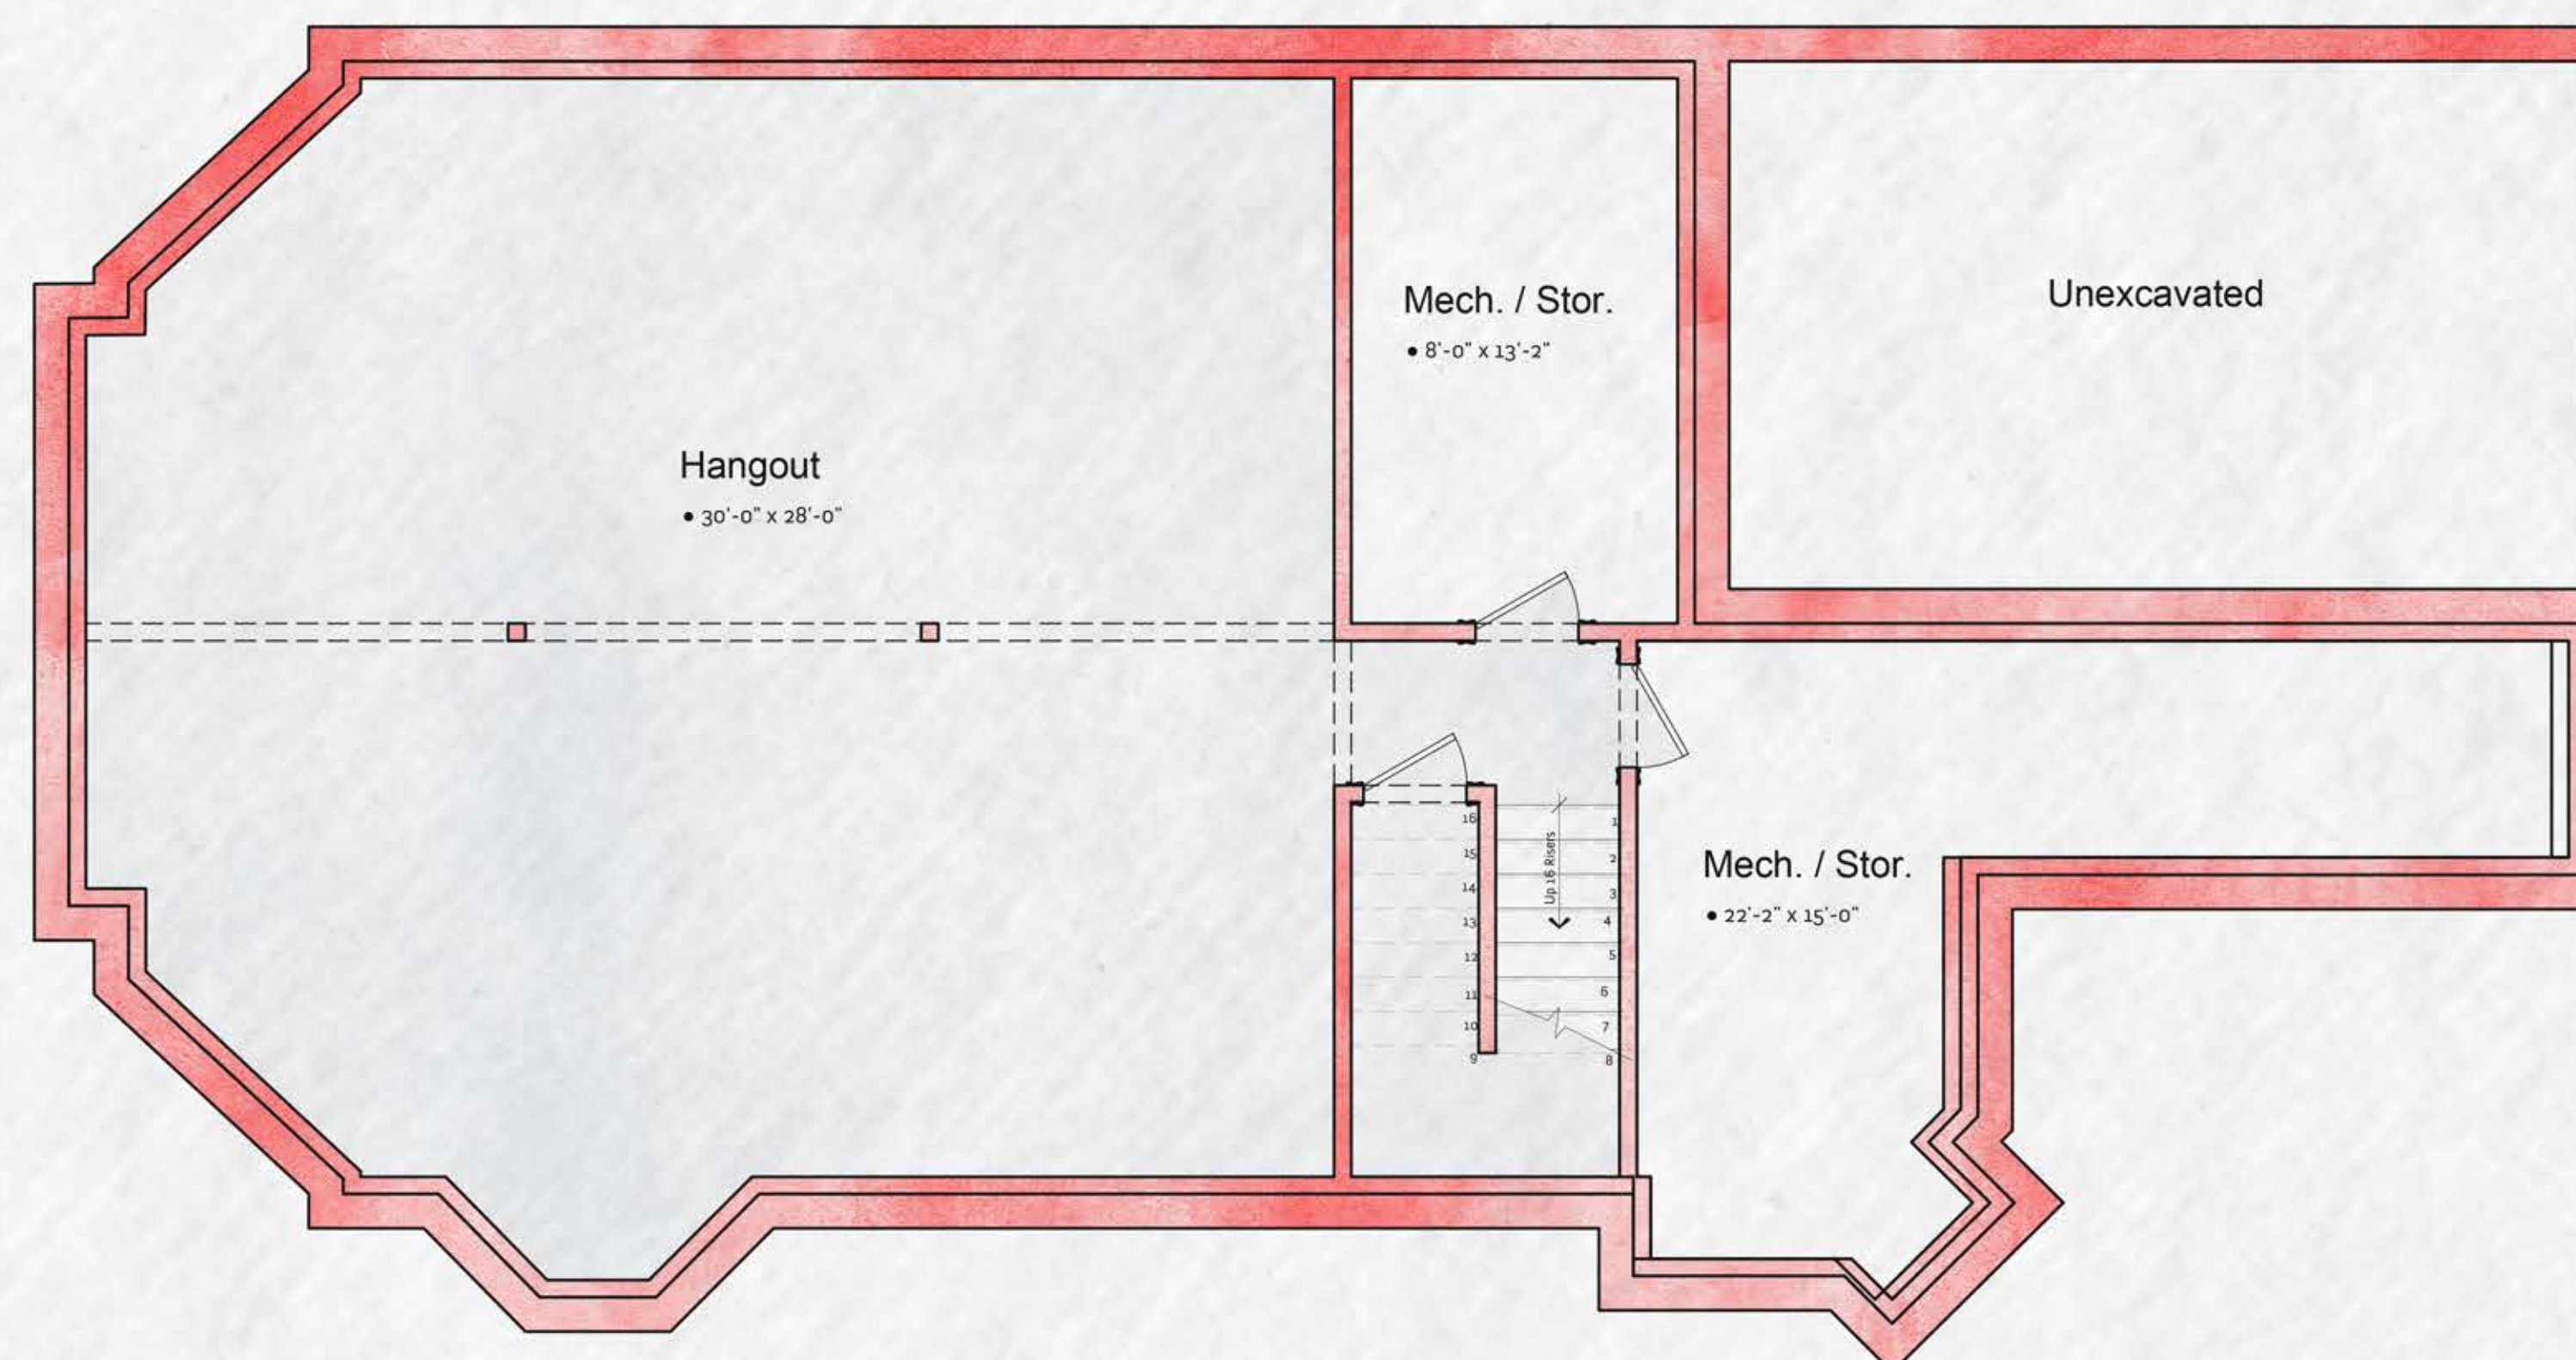 Unexcavated
Mech. / Stor.
• 8'-0" x 13'-2"
Hangout
• 30'-0" x 28'-0"
Mech. / Stor.
• 22'-2" x 15'-0"
Up 16 Risers
16
15
14
13
12
11
10
9
1
2
3
4
5
6
7
8